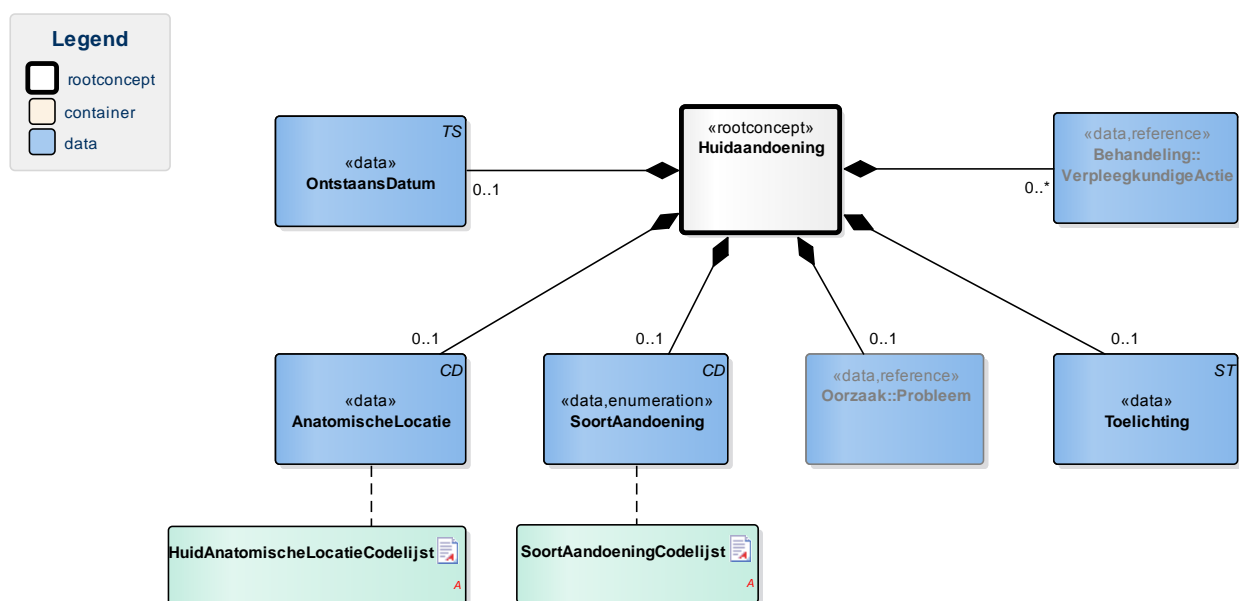 Legend
rootconcept
container
data
TS
«data»
OntstaansDatum
0..1
«rootconcept»
Huidaandoening
«data,reference»
Behandeling::
VerpleegkundigeActie
0..*
0..1
0..1
0..1
0..1
CD
«data»
AnatomischeLocatie
CD
«data,enumeration»
SoortAandoening
«data,reference»
Oorzaak::Probleem
ST
«data»
Toelichting
HuidAnatomischeLocatieCodelijst
A
SoortAandoeningCodelijst
A